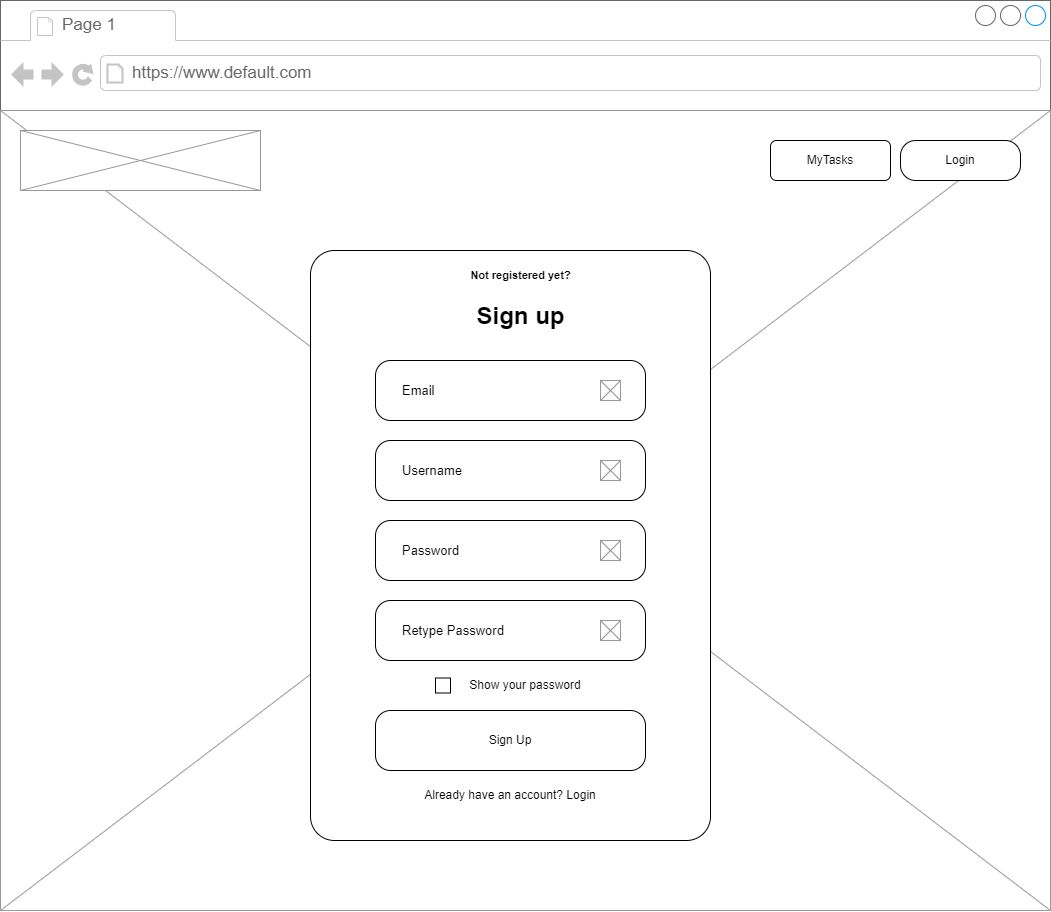 Page 1
https://www.default.com
MyTasks
Login
Not registered yet?
Sign up
Email
Username
Password
Retype Password
Show your password
Sign Up
Already have an account? Login